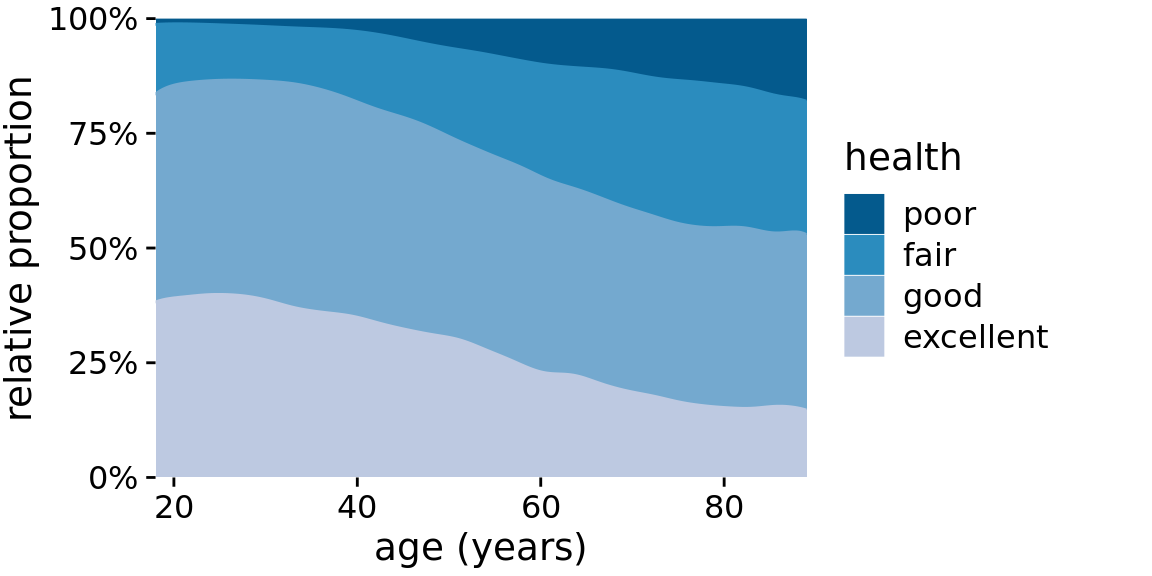 100%
75%
50%
25%
0%
relative proportion
20 40 60 80
age (years)
health
poor
fair
good
excellent